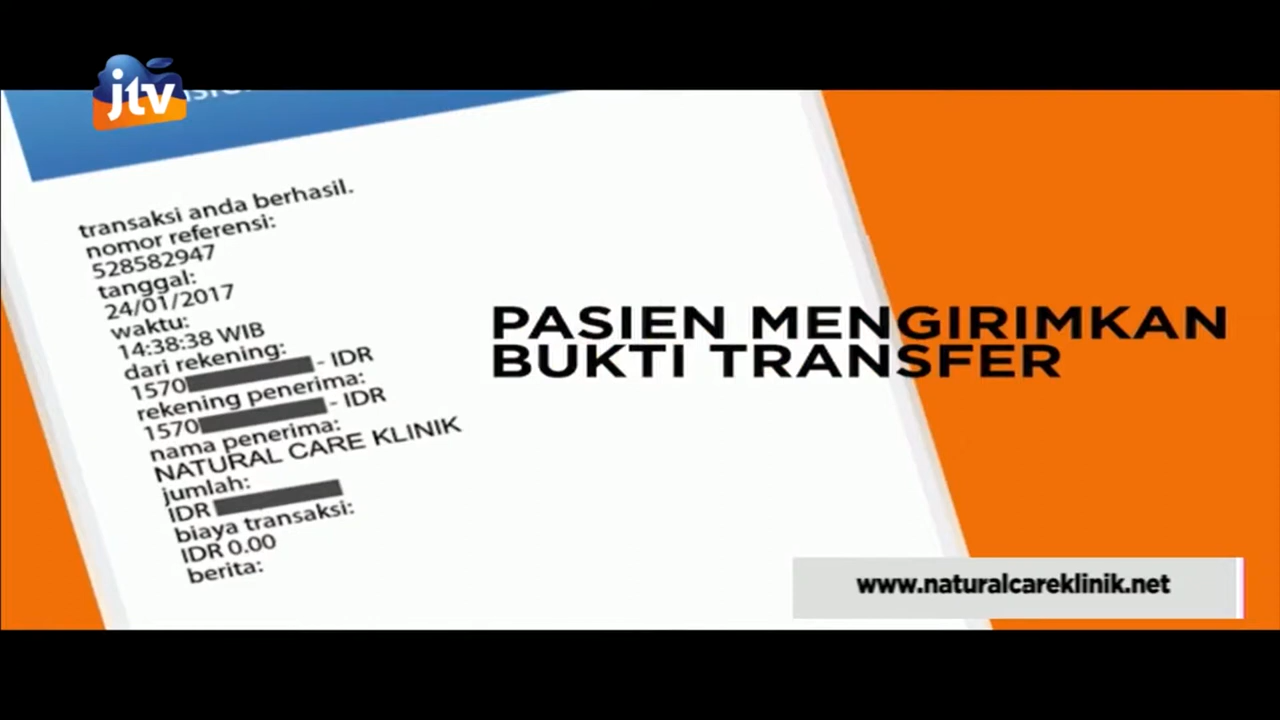 jtv
transaksi anda berhasil.
nomor referensi:
528582947
tanggal:
24/01/2017
waktu:
14:38:38 WIB
dari rekening:
1570 - IDR
rekening penerima:
1570 - IDR
nama penerima:
NATURAL CARE KLINIK
jumlah:
IDR
biaya transaksi:
IDR 0.00
berita:
PASIEN MENGIRIMKAN
BUKTI TRANSFER
www.naturalcareklinik.net